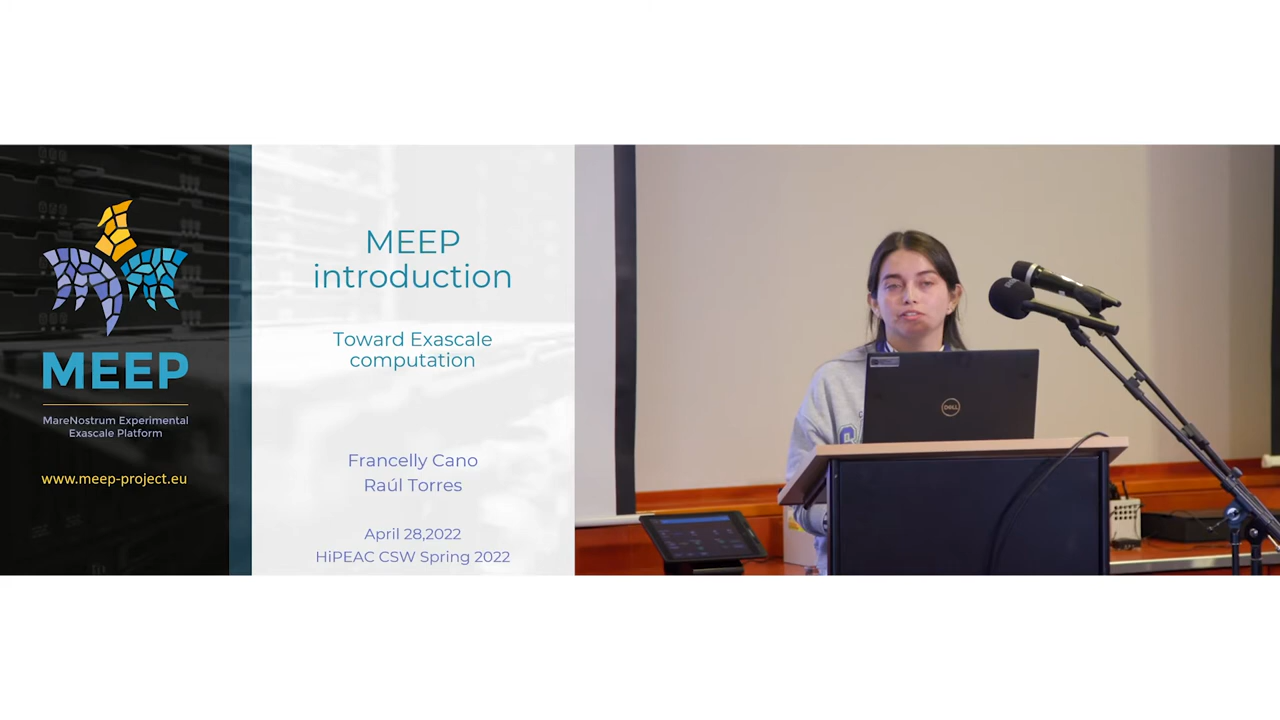 MEEP
MareNostrum Experimental
Exascale Platform
www.meep-project.eu
MEEP
introduction
Toward Exascale
computation
Francelly Cano
Raúl Torres
April 28,2022
HiPEAC CSW Spring 2022
DELL